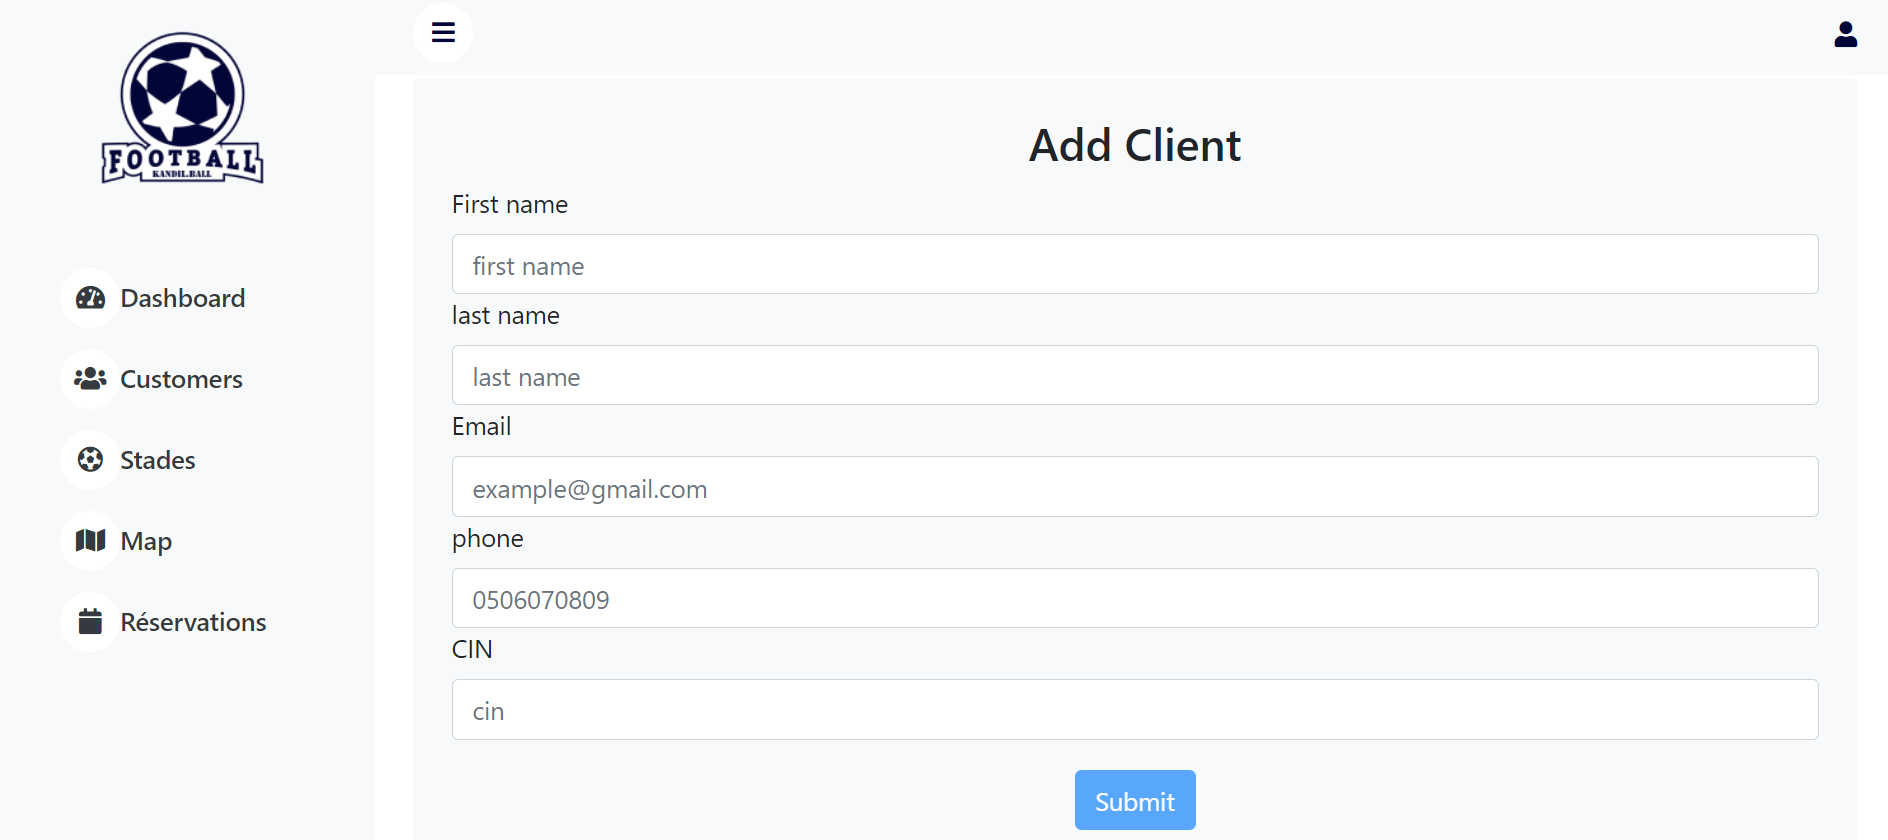 FOOTBALL
KANDIL.BALL
Dashboard
Customers
Stades
Map
Réservations
Add Client
First name
first name
last name
last name
Email
example@gmail.com
phone
0506070809
CIN
cin
Submit